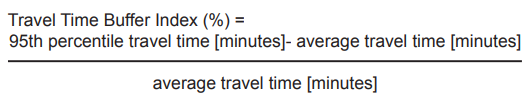 Travel Time Buffer Index (%) =
95th percentile travel time [minutes]- average travel time [minutes]
average travel time [minutes]